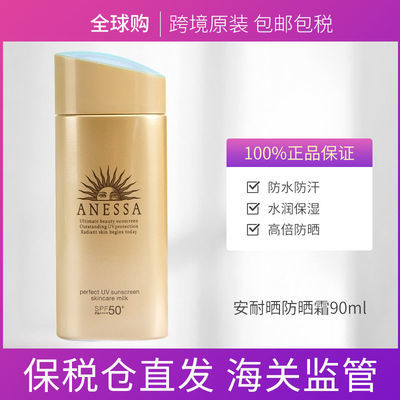 全球购 | 跨境原装 包邮包税
ANESSA
Ultimate beauty sunscreen
Outstanding UV protection
Radiant skin begins today.
perfect UV sunscreen
skincare milk
SPF50+
PA++++
100%正品保证
防水防汗
水润保湿
高倍防晒
安耐晒防晒霜90ml
保税仓直发 海关监管